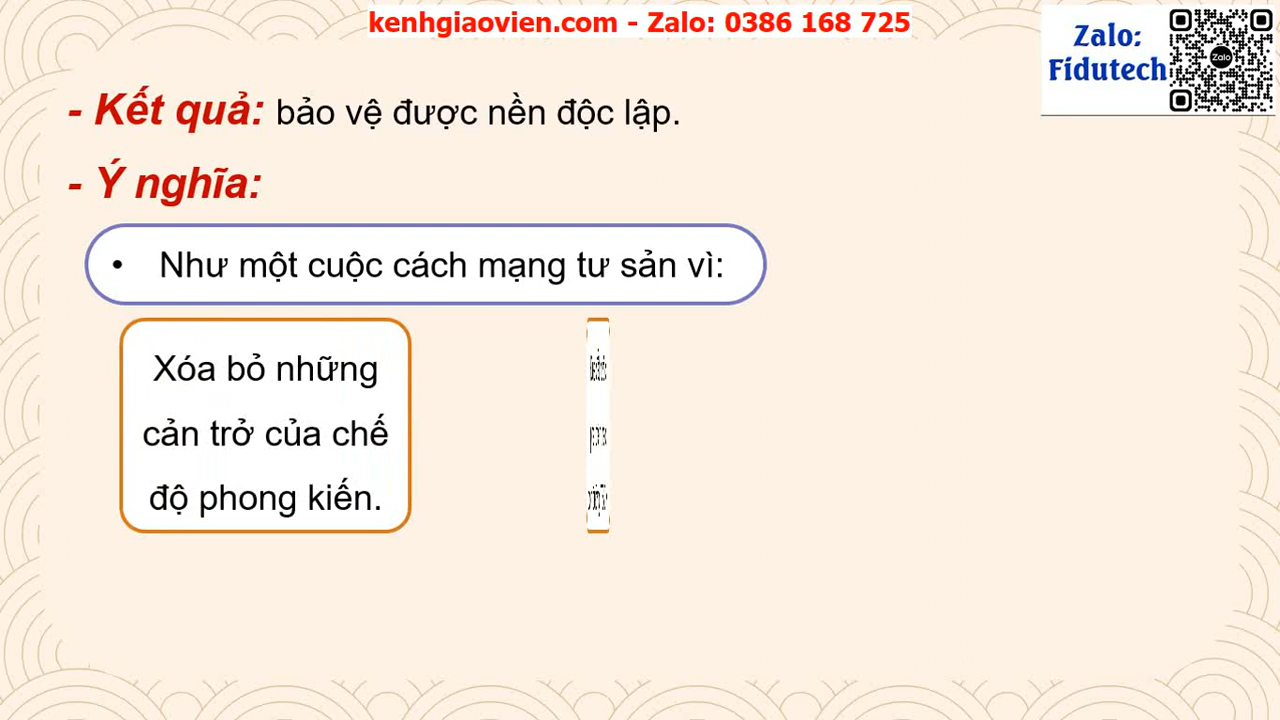 kenhgiaovien.com - Zalo: 0386 168 725
Zalo:
Fidutech
Zalo
- Kết quả: bảo vệ được nền độc lập.
- Ý nghĩa:
• Như một cuộc cách mạng tư sản vì:
Xóa bỏ những
cản trở của chế
độ phong kiến.